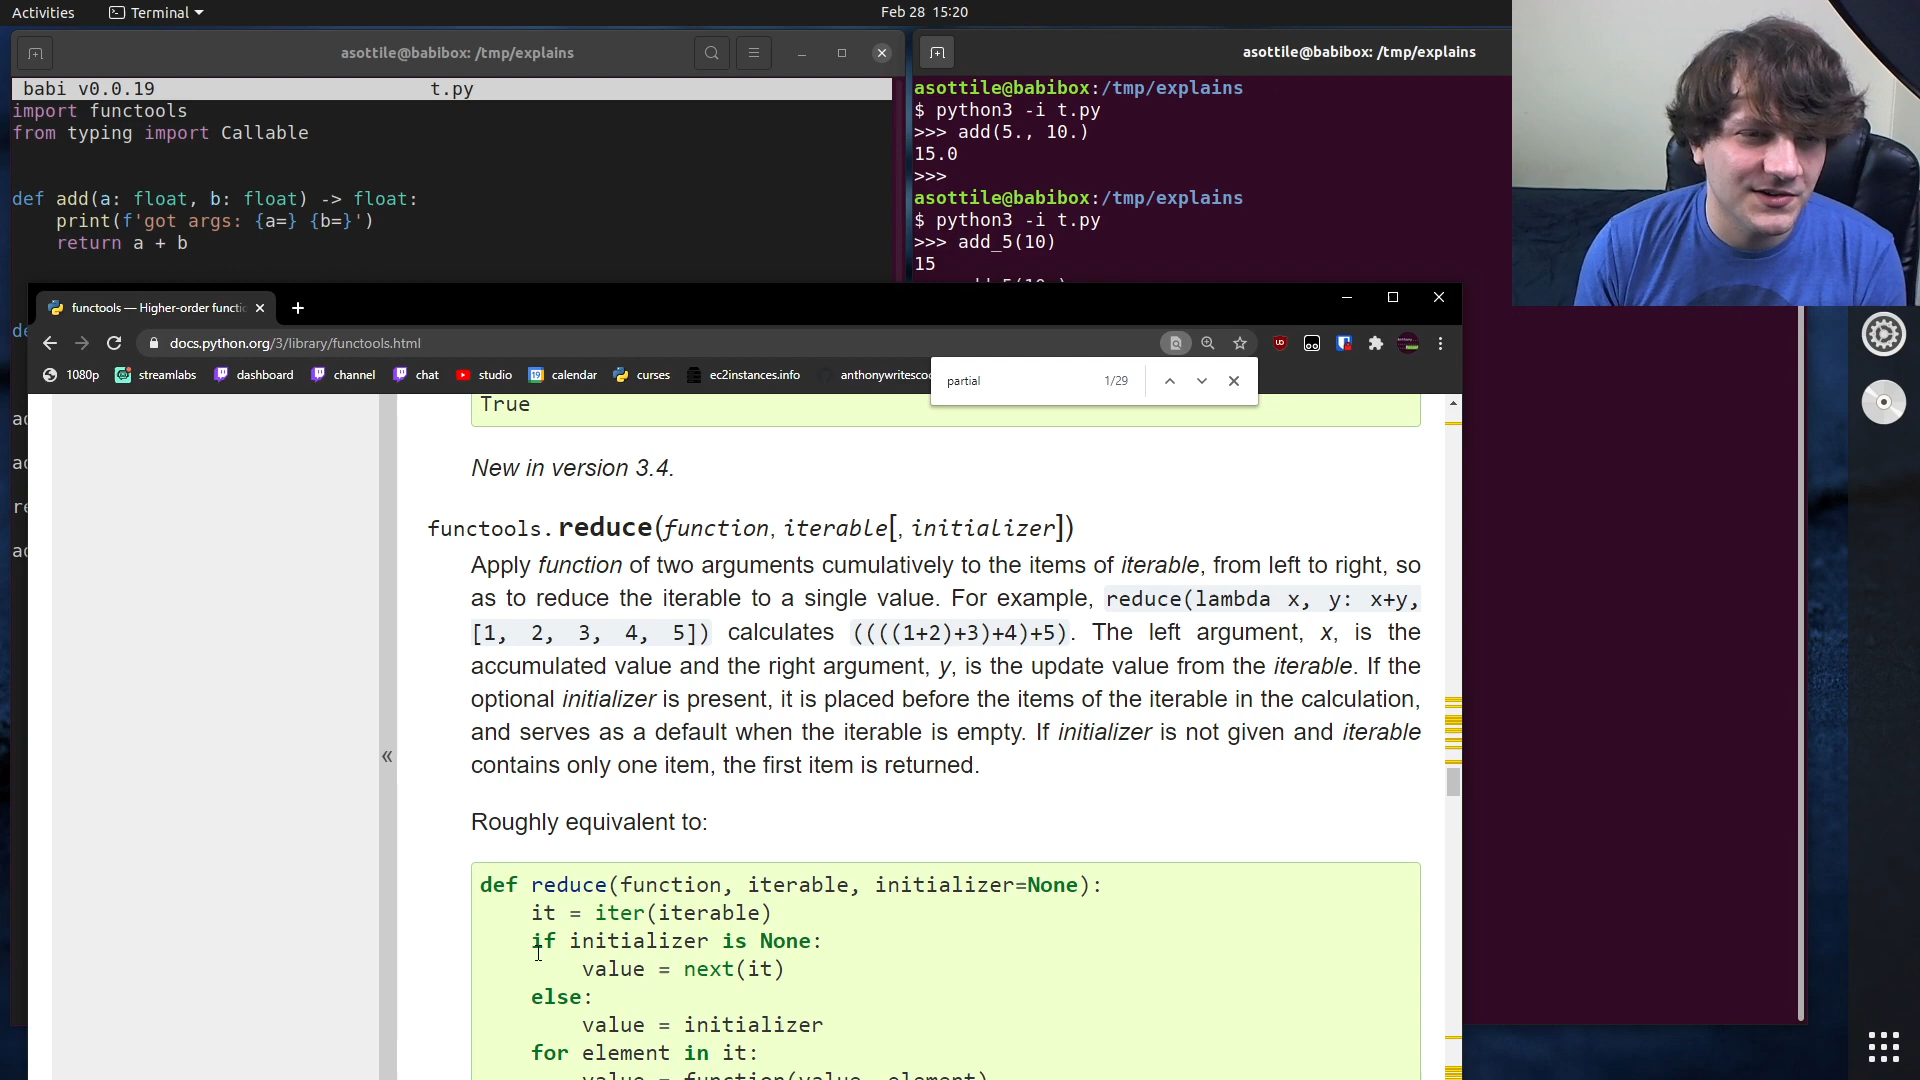 Activities
Terminal
Feb 28 15:20
asottile@babibox: /tmp/explains
babi v0.0.19 t.py
import functools
from typing import Callable
def add(a: float, b: float) -> float:
print(f'got args: {a=} {b=}')
return a + b
de
ad
ad
re
ad
asottile@babibox: /tmp/explains
asottile@babibox:/tmp/explains
$ python3 -i t.py
>>> add(5., 10.)
15.0
>>>
asottile@babibox:/tmp/explains
$ python3 -i t.py
>>> add_5(10)
15
functools — Higher-order functi
docs.python.org/3/library/functools.html
1080p
streamlabs
dashboard
channel
chat
studio
calendar
curses
ec2instances.info
anthonywritescod
partial 1/29
True
New in version 3.4.
functools.reduce(function, iterable[, initializer])
Apply function of two arguments cumulatively to the items of iterable, from left to right, so
as to reduce the iterable to a single value. For example, reduce(lambda x, y: x+y,
[1, 2, 3, 4, 5]) calculates ((((1+2)+3)+4)+5). The left argument, x, is the
accumulated value and the right argument, y, is the update value from the iterable. If the
optional initializer is present, it is placed before the items of the iterable in the calculation,
and serves as a default when the iterable is empty. If initializer is not given and iterable
contains only one item, the first item is returned.
«
Roughly equivalent to:
def reduce(function, iterable, initializer=None):
it = iter(iterable)
if initializer is None:
value = next(it)
else:
value = initializer
for element in it:
value = function(value, element)